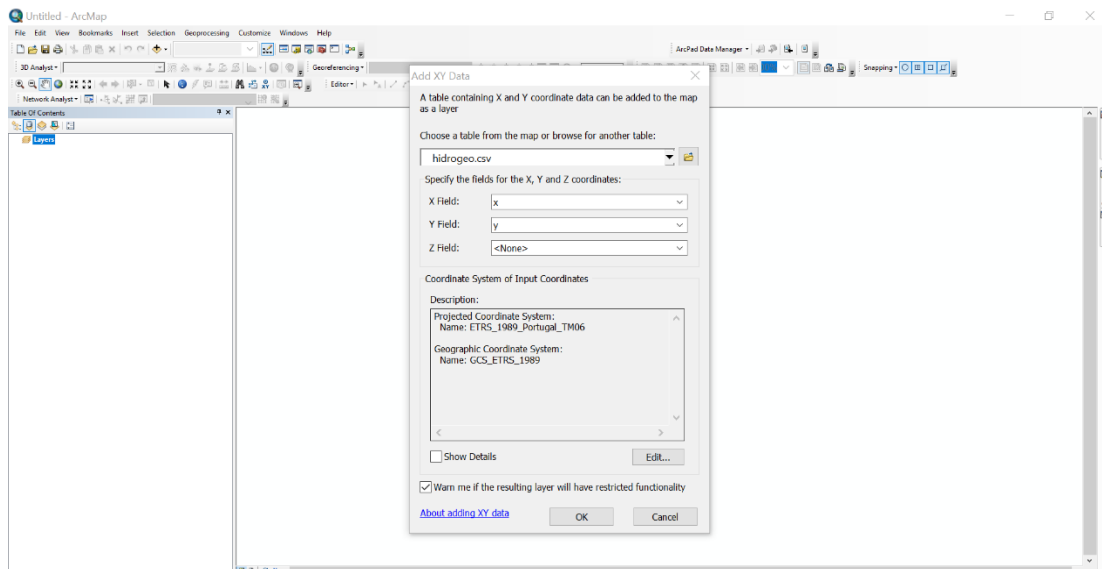 Untitled - ArcMap
File Edit View Bookmarks Insert Selection Geoprocessing Customize Windows Help
ArcPad Data Manager
3D Analyst
Georeferencing
Snapping
Editor
Network Analyst
Table Of Contents
Layers
Add XY Data
A table containing X and Y coordinate data can be added to the map
as a layer
Choose a table from the map or browse for another table:
hidrogeo.csv
Specify the fields for the X, Y and Z coordinates:
X Field: x
Y Field: y
Z Field: <None>
Coordinate System of Input Coordinates
Description:
Projected Coordinate System:
Name: ETRS_1989_Portugal_TM06
Geographic Coordinate System:
Name: GCS_ETRS_1989
Show Details Edit...
Warn me if the resulting layer will have restricted functionality
About adding XY data OK Cancel